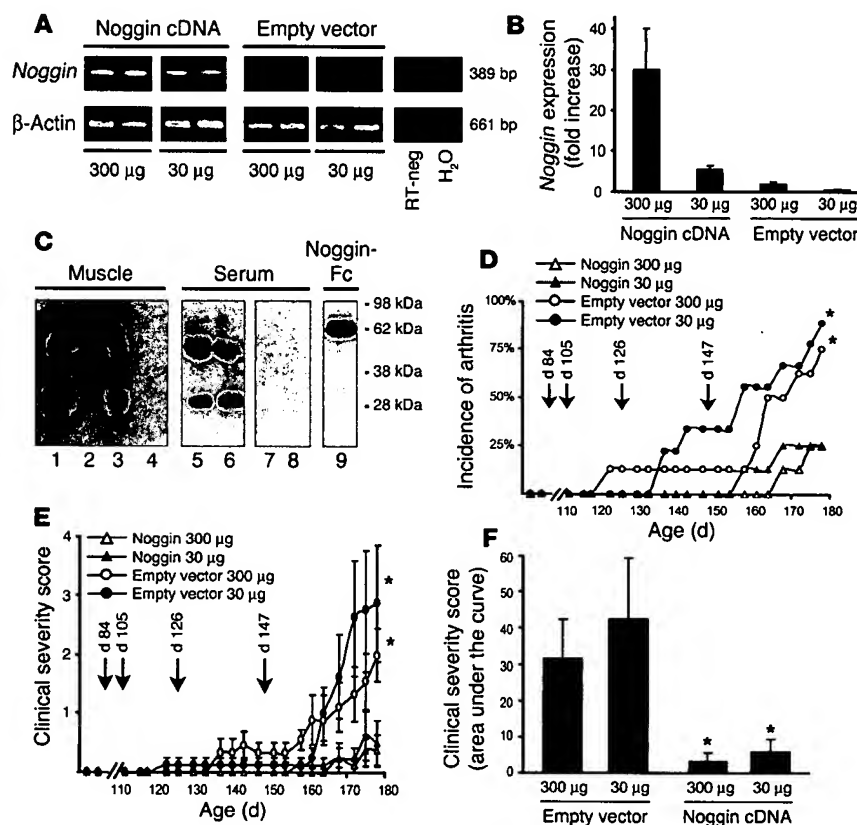 A
Noggin cDNA Empty vector
Noggin
389 bp
β-Actin
661 bp
300 µg 30 µg 300 µg 30 µg
RT-neg
H₂O
B
Noggin expression
(fold increase)
40
30
20
10
0
300 µg 30 µg 300 µg 30 µg
Noggin cDNA Empty vector
C
Muscle Serum Noggin-
Fc
98 kDa
62 kDa
38 kDa
28 kDa
1 2 3 4 5 6 7 8 9
D
Noggin 300 µg
Noggin 30 µg
Empty vector 300 µg
Empty vector 30 µg
Incidence of arthritis
100%
75%
50%
25%
d 84
d 105
d 126
d 147
*
*
110 120 130 140 150 160 170 180
Age (d)
E
Noggin 300 µg
Noggin 30 µg
Empty vector 300 µg
Empty vector 30 µg
Clinical severity score
4
3
2
1
d 84
d 105
d 126
d 147
*
*
110 120 130 140 150 160 170 180
Age (d)
F
Clinical severity score
(area under the curve)
60
50
40
30
20
10
0
* *
300 µg 30 µg 300 µg 30 µg
Empty vector Noggin cDNA